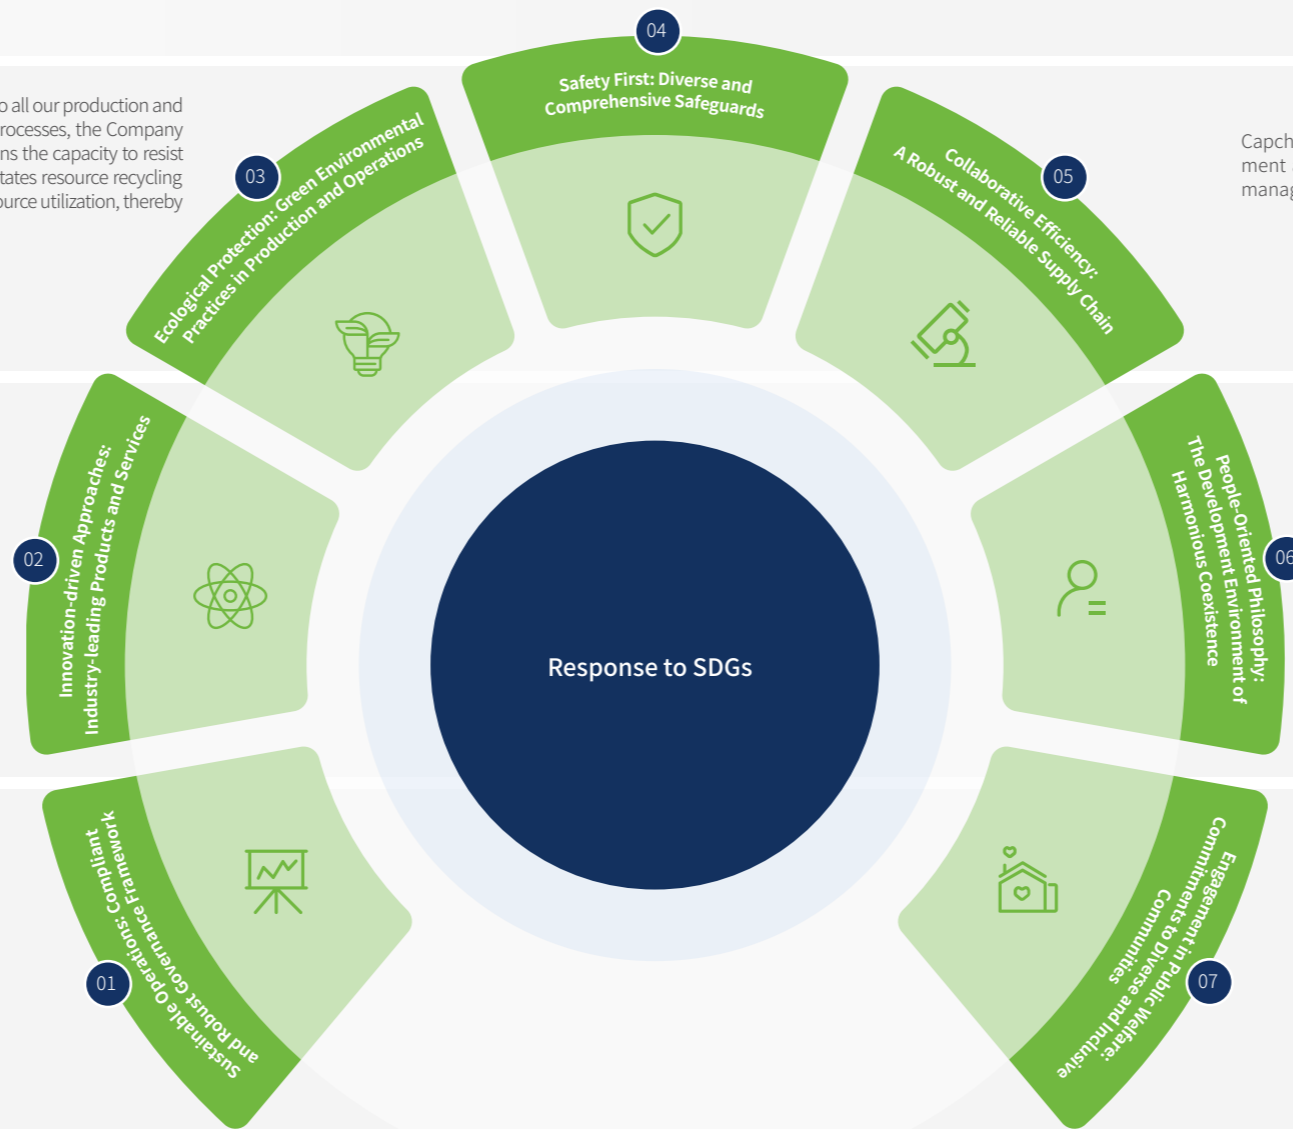 o all our production and
rocesses, the Company
ns the capacity to resist
tates resource recycling
ource utilization, thereby
Capch
ment
manag
04
Safety First: Diverse and
Comprehensive Safeguards
03
Ecological Protection: Green Environmental
Practices in Production and Operations
05
Collaborative Efficiency:
A Robust and Reliable Supply Chain
02
Innovation-driven Approaches:
Industry-leading Products and Services
06
People-Oriented Philosophy:
The Development Environment of
Harmonious Coexistence
Response to SDGs
01
Sustainable Operations: Compliant
and Robust Governance Framework
07
Engagement in Public Welfare:
Commitments to Diverse and Inclusive
Communities